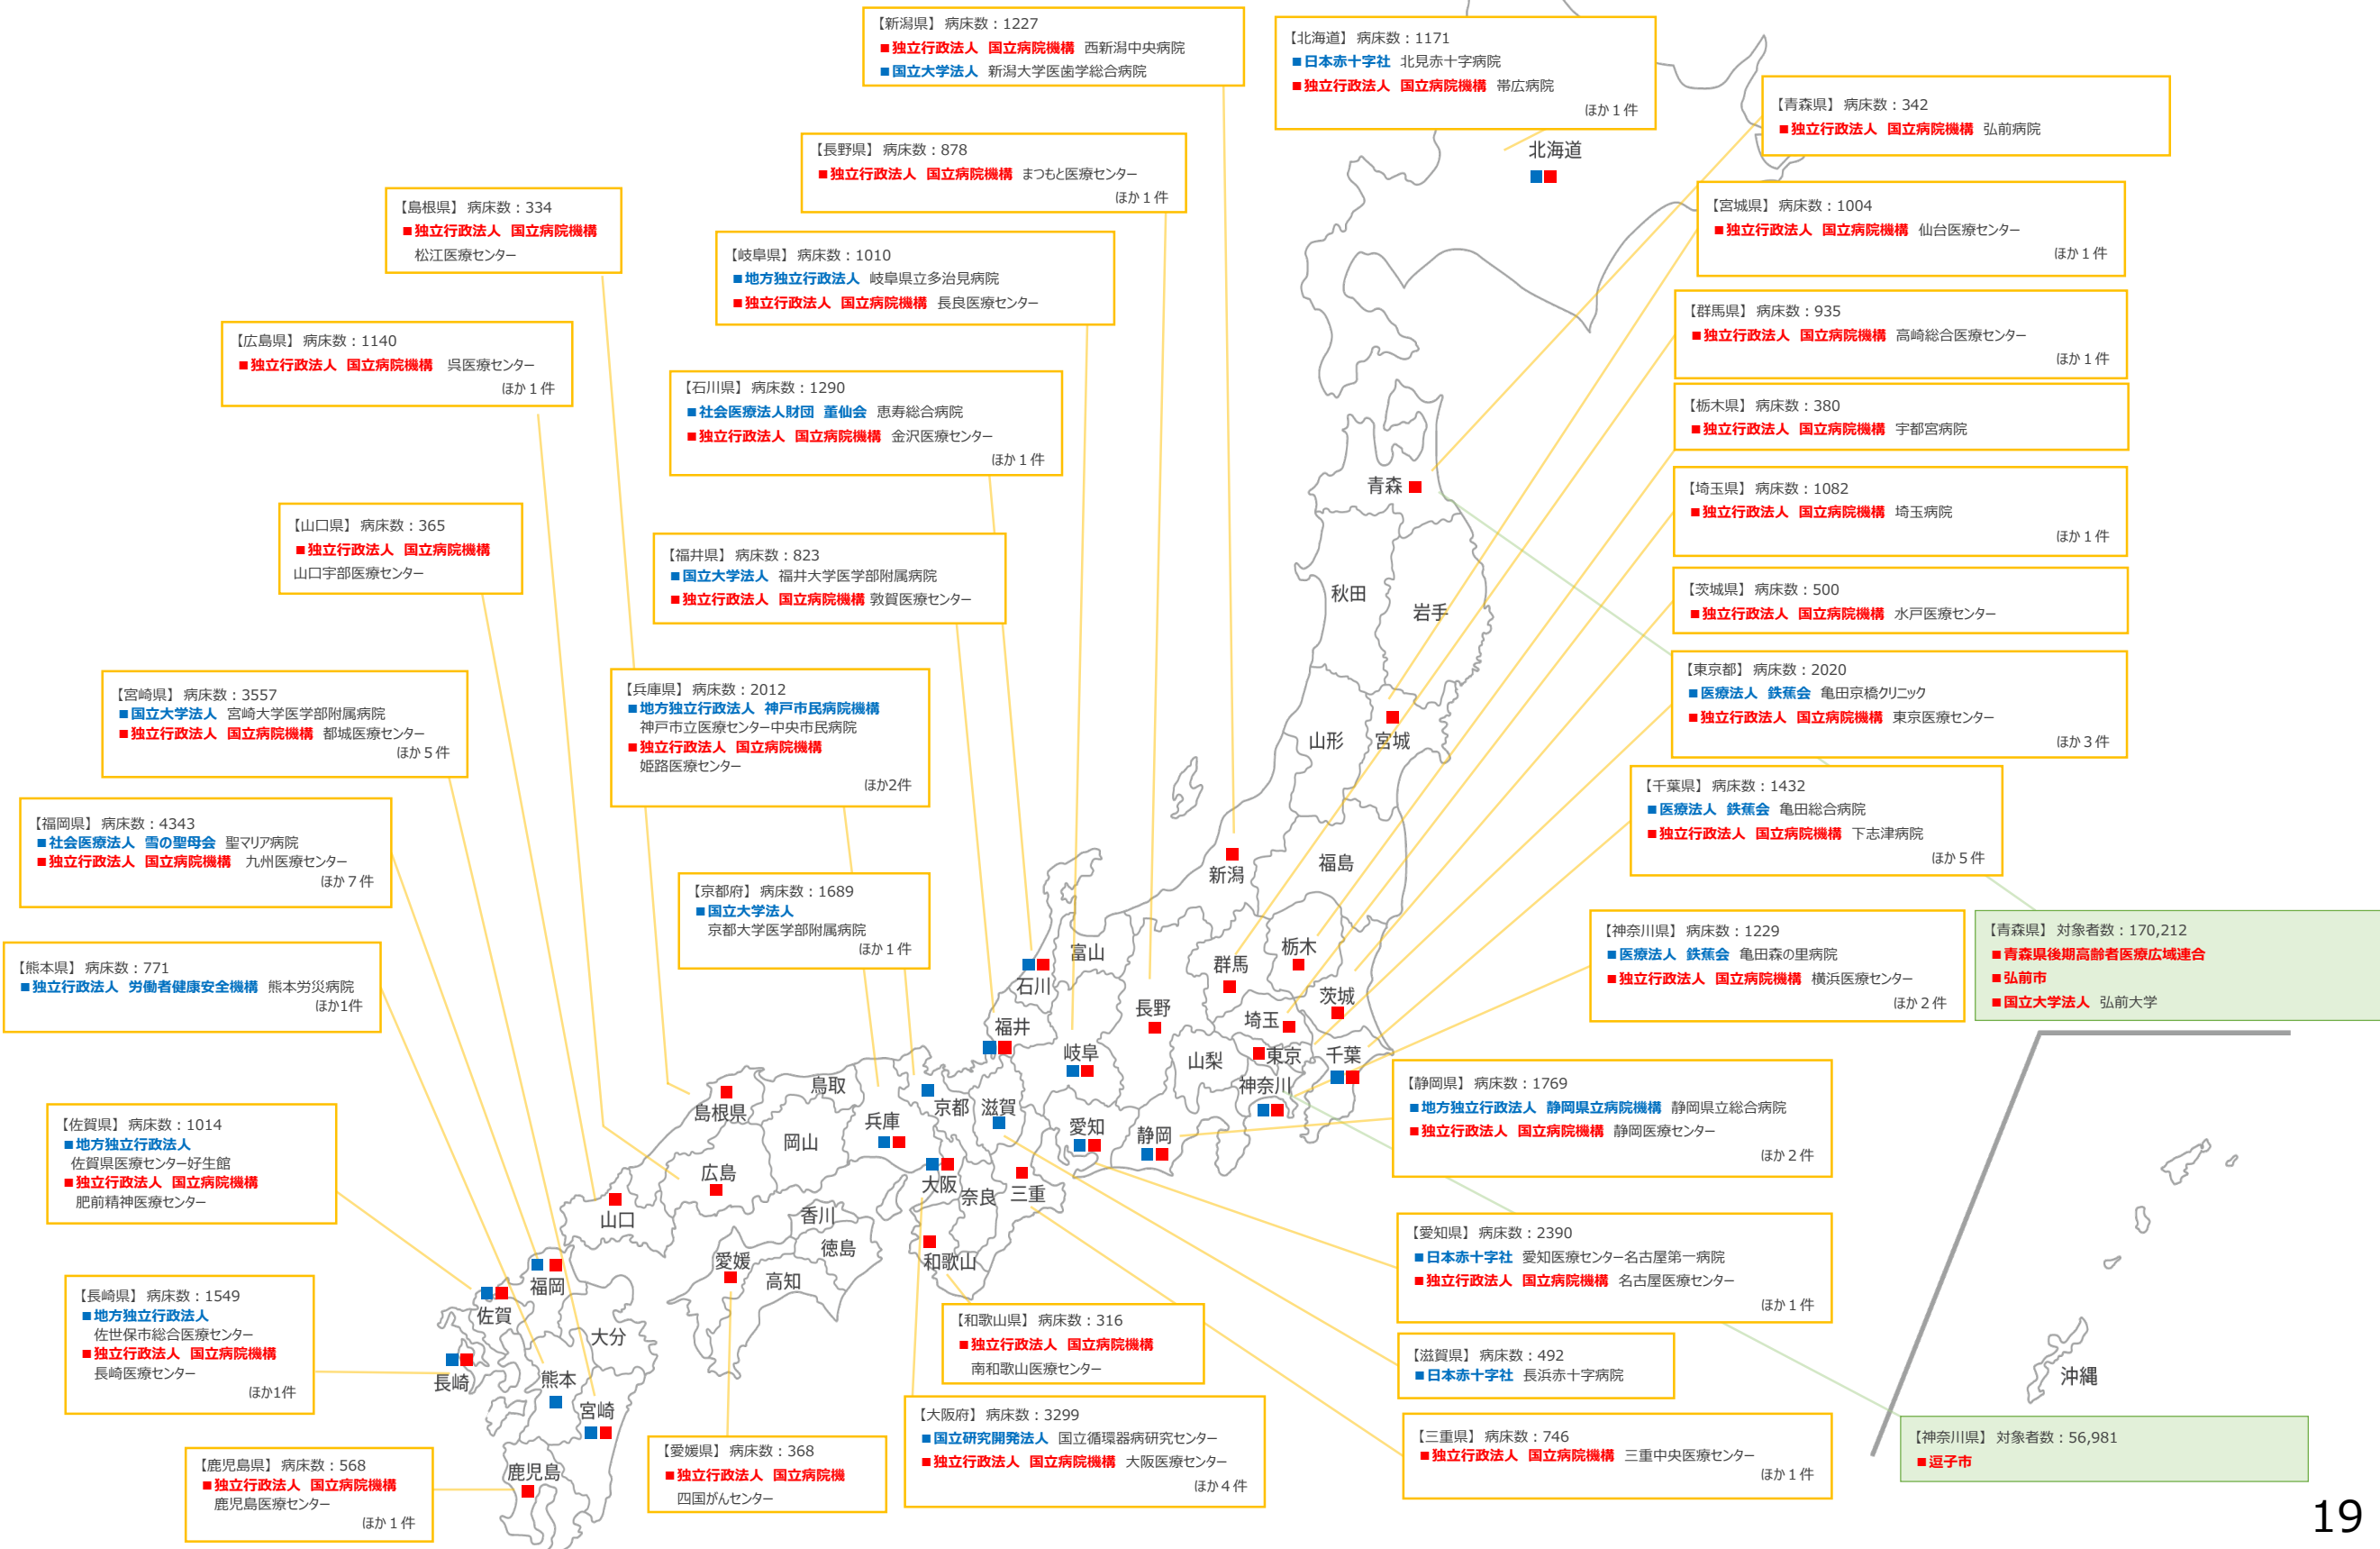 【新潟県】 病床数：1227
■独立行政法人 国立病院機構 西新潟中央病院
■国立大学法人 新潟大学医歯学総合病院
【北海道】 病床数：1171
■日本赤十字社 北見赤十字病院
■独立行政法人 国立病院機構 帯広病院
ほか１件
【青森県】 病床数：342
■独立行政法人 国立病院機構 弘前病院
【長野県】 病床数：878
■独立行政法人 国立病院機構 まつもと医療センター
ほか１件
【島根県】 病床数：334
■独立行政法人 国立病院機構
松江医療センター
【宮城県】 病床数：1004
■独立行政法人 国立病院機構 仙台医療センター
ほか１件
【岐阜県】 病床数：1010
■地方独立行政法人 岐阜県立多治見病院
■独立行政法人 国立病院機構 長良医療センター
【群馬県】 病床数：935
■独立行政法人 国立病院機構 高崎総合医療センター
ほか１件
【広島県】 病床数：1140
■独立行政法人 国立病院機構 呉医療センター
ほか１件
【石川県】 病床数：1290
■社会医療法人財団 董仙会 恵寿総合病院
■独立行政法人 国立病院機構 金沢医療センター
ほか１件
【栃木県】 病床数：380
■独立行政法人 国立病院機構 宇都宮病院
【埼玉県】 病床数：1082
■独立行政法人 国立病院機構 埼玉病院
ほか１件
【山口県】 病床数：365
■独立行政法人 国立病院機構
山口宇部医療センター
【福井県】 病床数：823
■国立大学法人 福井大学医学部附属病院
■独立行政法人 国立病院機構 敦賀医療センター
【茨城県】 病床数：500
■独立行政法人 国立病院機構 水戸医療センター
【宮崎県】 病床数：3557
■国立大学法人 宮崎大学医学部附属病院
■独立行政法人 国立病院機構 都城医療センター
ほか５件
【兵庫県】 病床数：2012
■地方独立行政法人 神戸市民病院機構
神戸市立医療センター中央市民病院
■独立行政法人 国立病院機構
姫路医療センター
ほか2件
【東京都】 病床数：2020
■医療法人 鉄蕉会 亀田京橋クリニック
■独立行政法人 国立病院機構 東京医療センター
ほか３件
【福岡県】 病床数：4343
■社会医療法人 雪の聖母会 聖マリア病院
■独立行政法人 国立病院機構 九州医療センター
ほか７件
【千葉県】 病床数：1432
■医療法人 鉄蕉会 亀田総合病院
■独立行政法人 国立病院機構 下志津病院
ほか５件
【京都府】 病床数：1689
■国立大学法人
京都大学医学部附属病院
ほか１件
【神奈川県】 病床数：1229
■医療法人 鉄蕉会 亀田森の里病院
■独立行政法人 国立病院機構 横浜医療センター
ほか２件
【青森県】 対象者数：170,212
■青森県後期高齢者医療広域連合
■弘前市
■国立大学法人 弘前大学
【熊本県】 病床数：771
■独立行政法人 労働者健康安全機構 熊本労災病院
ほか1件
【静岡県】 病床数：1769
■地方独立行政法人 静岡県立病院機構 静岡県立総合病院
■独立行政法人 国立病院機構 静岡医療センター
ほか２件
【佐賀県】 病床数：1014
■地方独立行政法人
佐賀県医療センター好生館
■独立行政法人 国立病院機構
肥前精神医療センター
【愛知県】 病床数：2390
■日本赤十字社 愛知医療センター名古屋第一病院
■独立行政法人 国立病院機構 名古屋医療センター
ほか１件
【長崎県】 病床数：1549
■地方独立行政法人
佐世保市総合医療センター
■独立行政法人 国立病院機構
長崎医療センター
ほか1件
【和歌山県】 病床数：316
■独立行政法人 国立病院機構
南和歌山医療センター
【滋賀県】 病床数：492
■日本赤十字社 長浜赤十字病院
【大阪府】 病床数：3299
■国立研究開発法人 国立循環器病研究センター
■独立行政法人 国立病院機構 大阪医療センター
ほか４件
【三重県】 病床数：746
■独立行政法人 国立病院機構 三重中央医療センター
ほか１件
【神奈川県】 対象者数：56,981
■逗子市
【鹿児島県】 病床数：568
■独立行政法人 国立病院機構
鹿児島医療センター
ほか１件
【愛媛県】 病床数：368
■独立行政法人 国立病院機
四国がんセンター
北海道
青森
秋田
岩手
山形
宮城
新潟
福島
富山
石川
群馬
栃木
茨城
福井
長野
埼玉
岐阜
山梨
東京
千葉
神奈川
鳥取
島根県
兵庫
京都
滋賀
愛知
静岡
岡山
広島
大阪
奈良
三重
山口
香川
徳島
和歌山
愛媛
高知
福岡
佐賀
大分
長崎
熊本
宮崎
鹿児島
沖縄
19